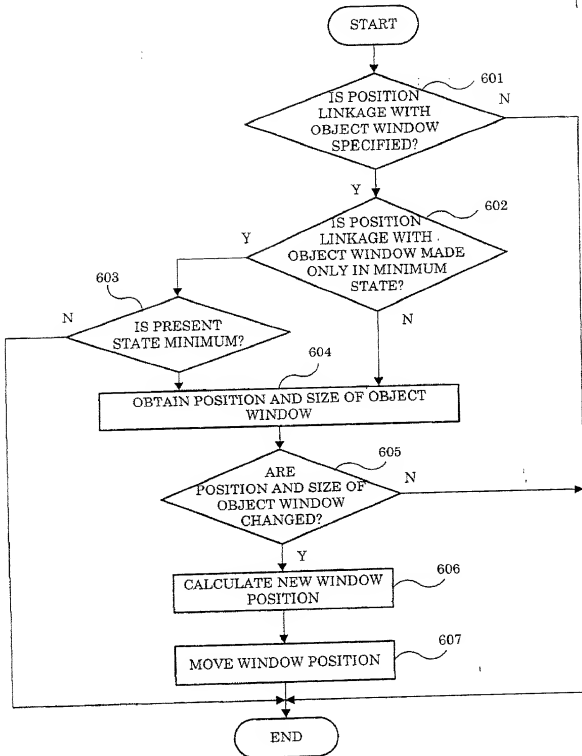 START
601
IS POSITION
LINKAGE WITH
OBJECT WINDOW
SPECIFIED?
N
Y
602
IS POSITION
LINKAGE WITH
OBJECT WINDOW MADE
ONLY IN MINIMUM
STATE?
Y
N
603
N
IS PRESENT
STATE MINIMUM?
604
OBTAIN POSITION AND SIZE OF OBJECT
WINDOW
605
ARE
POSITION AND SIZE OF
OBJECT WINDOW
CHANGED?
N
Y
CALCULATE NEW WINDOW
POSITION
606
MOVE WINDOW POSITION
607
END